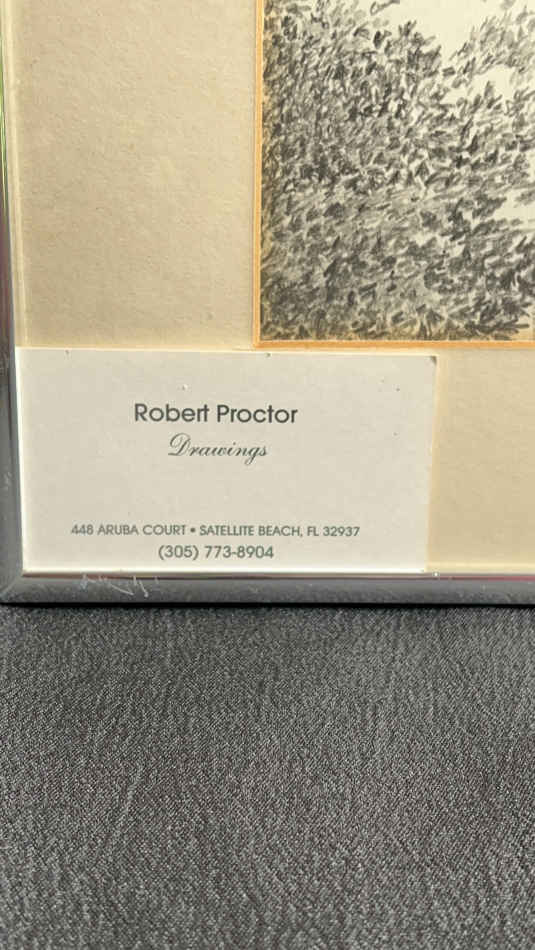 Robert Proctor
Drawings
448 ARUBA COURT • SATELLITE BEACH, FL 32937
(305) 773-8904